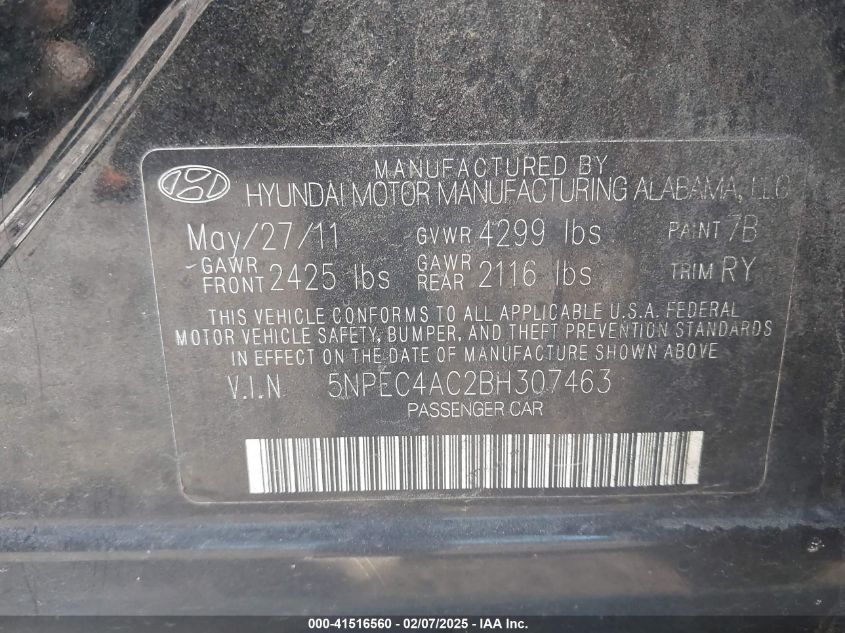 MANUFACTURED BY
HYUNDAI MOTOR MANUFACTURING ALABAMA, LLC
May/27/11 GVWR 4299 lbs PAINT 7B
GAWR FRONT 2425 lbs GAWR REAR 2116 lbs TRIM RY
THIS VEHICLE CONFORMS TO ALL APPLICABLE U.S.A. FEDERAL
MOTOR VEHICLE SAFETY, BUMPER, AND THEFT PREVENTION STANDARDS
IN EFFECT ON THE DATE OF MANUFACTURE SHOWN ABOVE
V.I.N 5NPEC4AC2BH307463
PASSENGER CAR
000-41516560 - 02/07/2025 - IAA Inc.